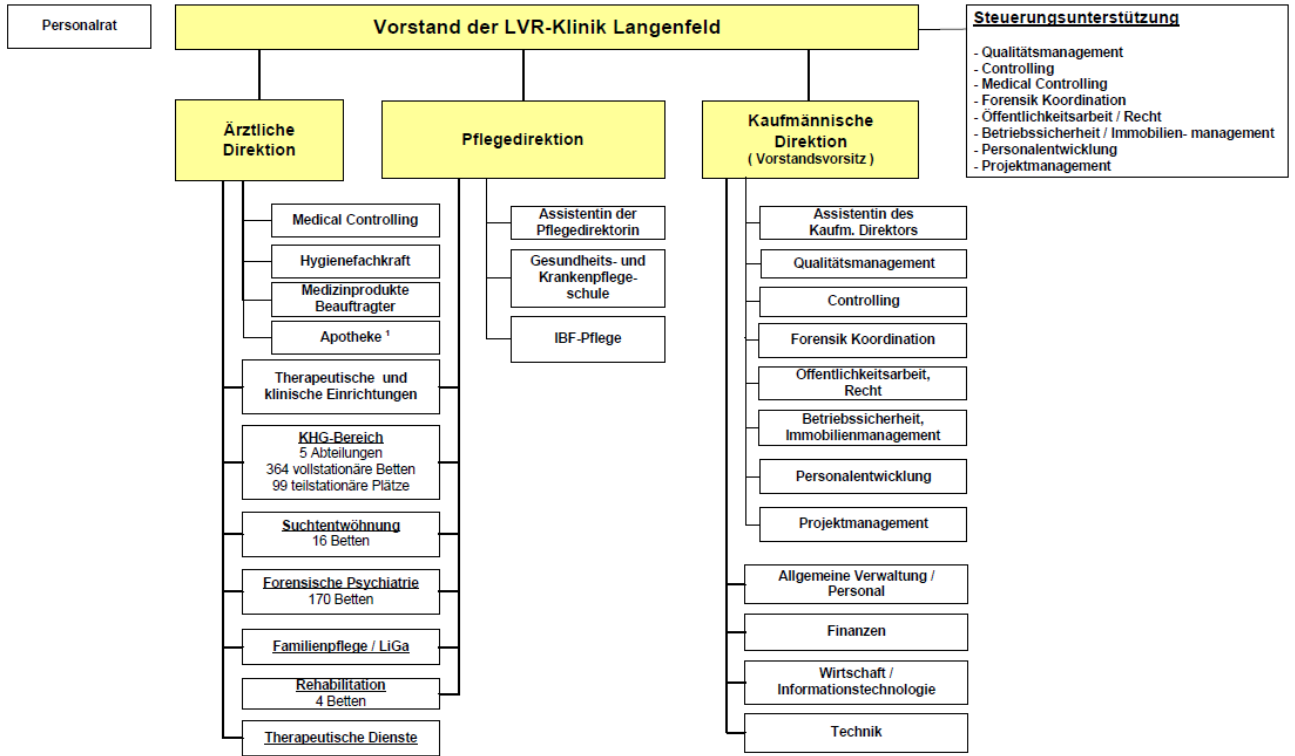 Personalrat
Vorstand der LVR-Klinik Langenfeld
Steuerungsunterstützung
- Qualitätsmanagement
- Controlling
- Medical Controlling
- Forensik Koordination
- Öffentlichkeitsarbeit / Recht
- Betriebssicherheit / Immobilien- management
- Personalentwicklung
- Projektmanagement
Ärztliche
Direktion
Pflegedirektion
Kaufmännische
Direktion
( Vorstandsvorsitz )
Medical Controlling
Hygienefachkraft
Medizinprodukte
Beauftragter
Apotheke ¹
Therapeutische und
klinische Einrichtungen
KHG-Bereich
5 Abteilungen
364 vollstationäre Betten
99 teilstationäre Plätze
Suchtentwöhnung
16 Betten
Forensische Psychiatrie
170 Betten
Familienpflege / LiGa
Rehabilitation
4 Betten
Therapeutische Dienste
Assistentin der
Pflegedirektorin
Gesundheits- und
Krankenpflege-
schule
IBF-Pflege
Assistentin des
Kaufm. Direktors
Qualitätsmanagement
Controlling
Forensik Koordination
Öffentlichkeitsarbeit,
Recht
Betriebssicherheit,
Immobilienmanagement
Personalentwicklung
Projektmanagement
Allgemeine Verwaltung /
Personal
Finanzen
Wirtschaft /
Informationstechnologie
Technik